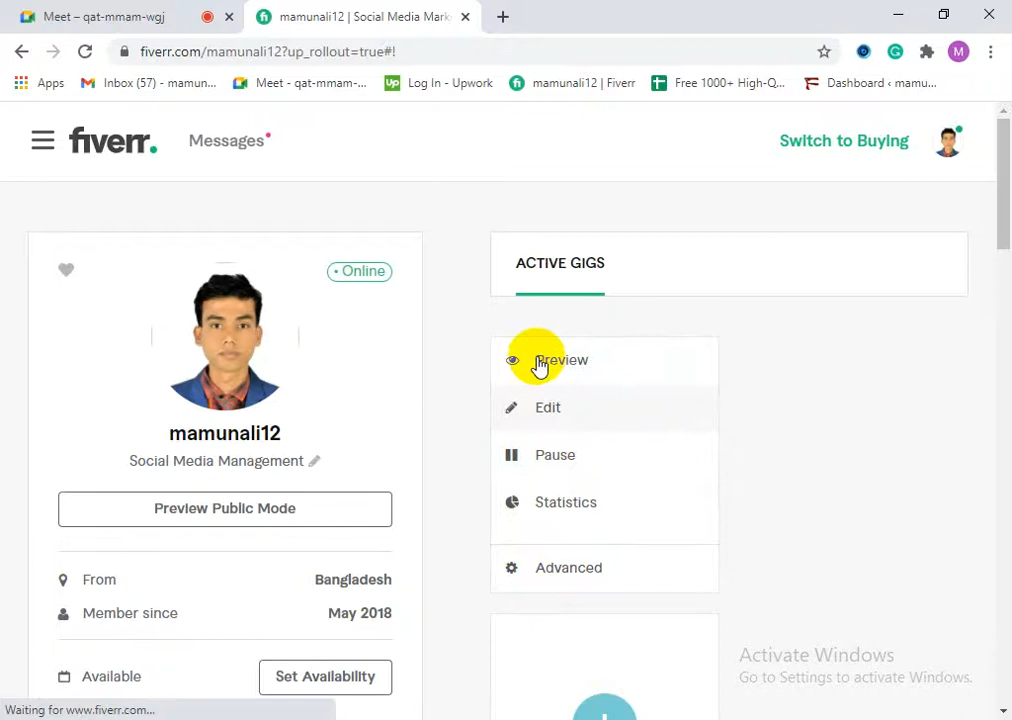 Meet – qat-mmam-wgj
mamunali12 | Social Media Mark
fiverr.com/mamunali12?up_rollout=true#!
M
Apps
Inbox (57) - mamun...
Meet - qat-mmam-...
Up
Log In - Upwork
mamunali12 | Fiverr
Free 1000+ High-Q...
Dashboard ‹ mamu...
fiverr.
Messages
Switch to Buying
• Online
mamunali12
Social Media Management
Preview Public Mode
From
Bangladesh
Member since
May 2018
Available
Set Availability
ACTIVE GIGS
Preview
Edit
Pause
Statistics
Advanced
Activate Windows
Go to Settings to activate Windows.
Waiting for www.fiverr.com...